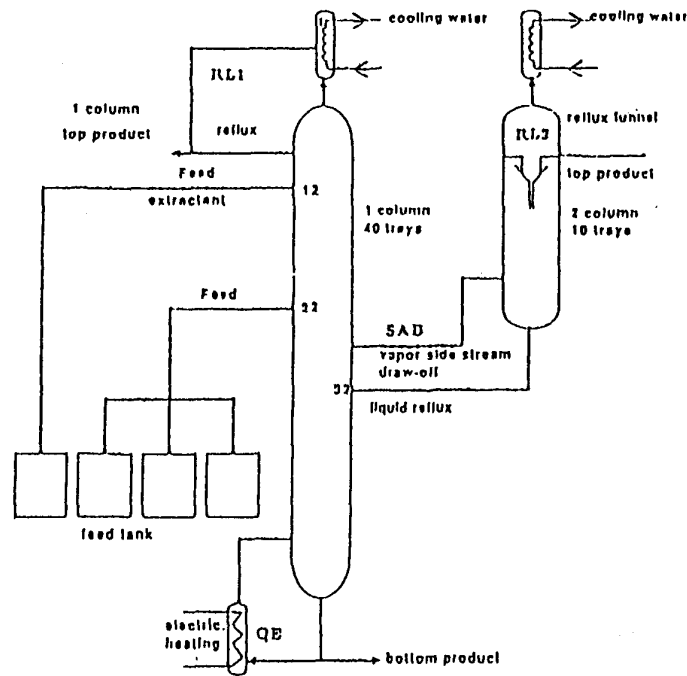 cooling water
cooling water
RL1
1 column
top product
reflux
reflux funnel
RL2
top product
Feed
extractant
12
1 column
40 trays
2 column
10 trays
Feed
22
SAD
vapor side stream
draw-off
liquid reflux
feed tank
electric.
heating
QE
bottom product